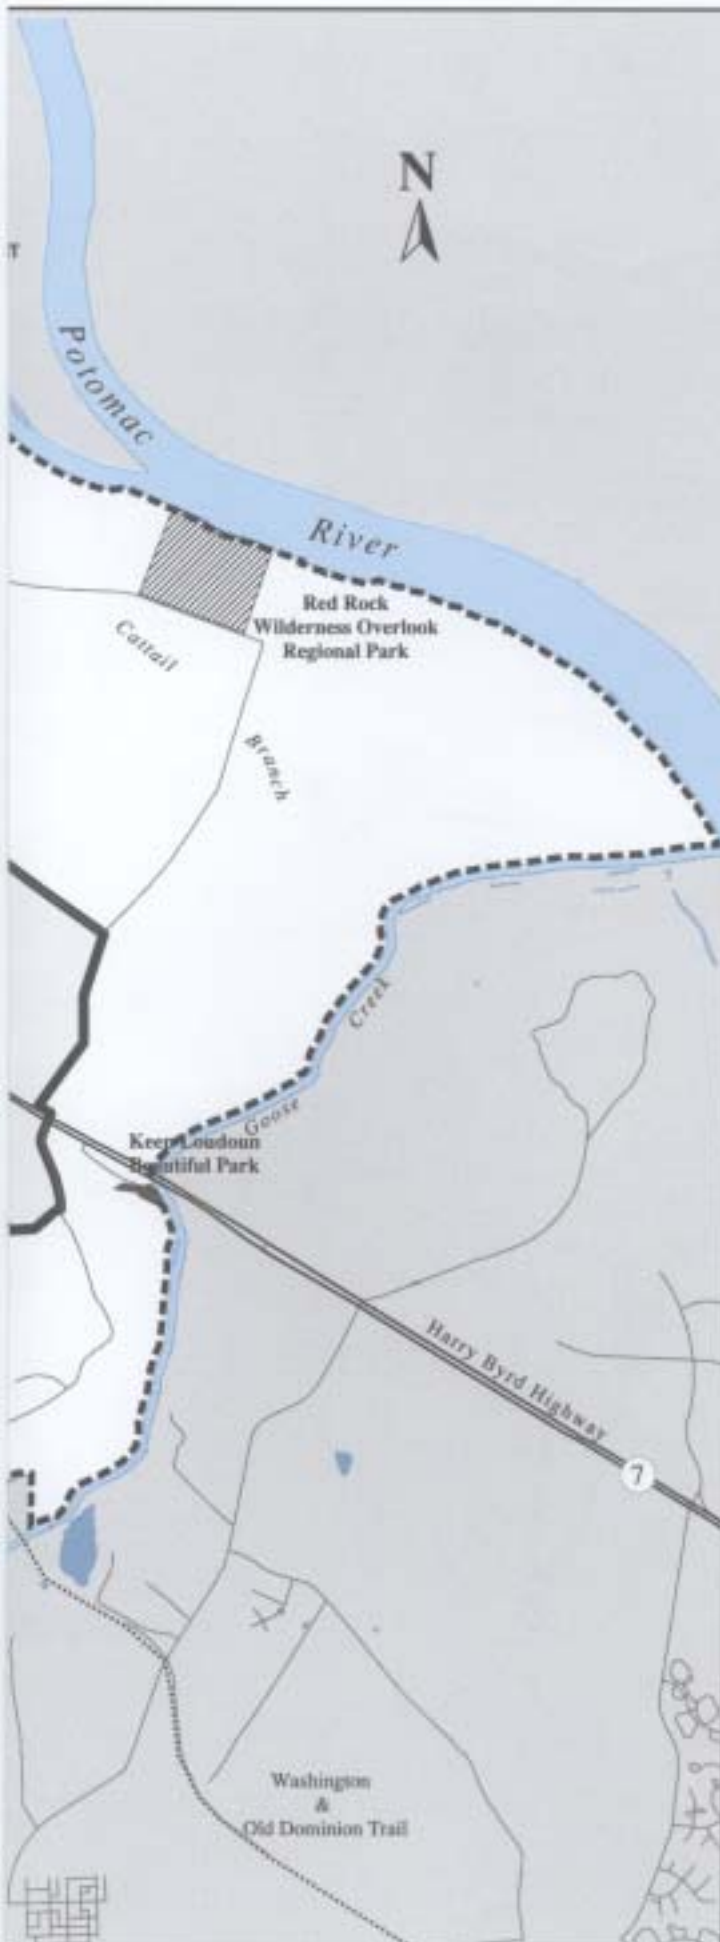 N
Potomac
River
Red Rock
Wilderness Overlook
Regional Park
Cattail
Branch
Goose Creek
Keep Loudoun
Beautiful Park
Harry Byrd Highway
7
Washington
&
Old Dominion Trail